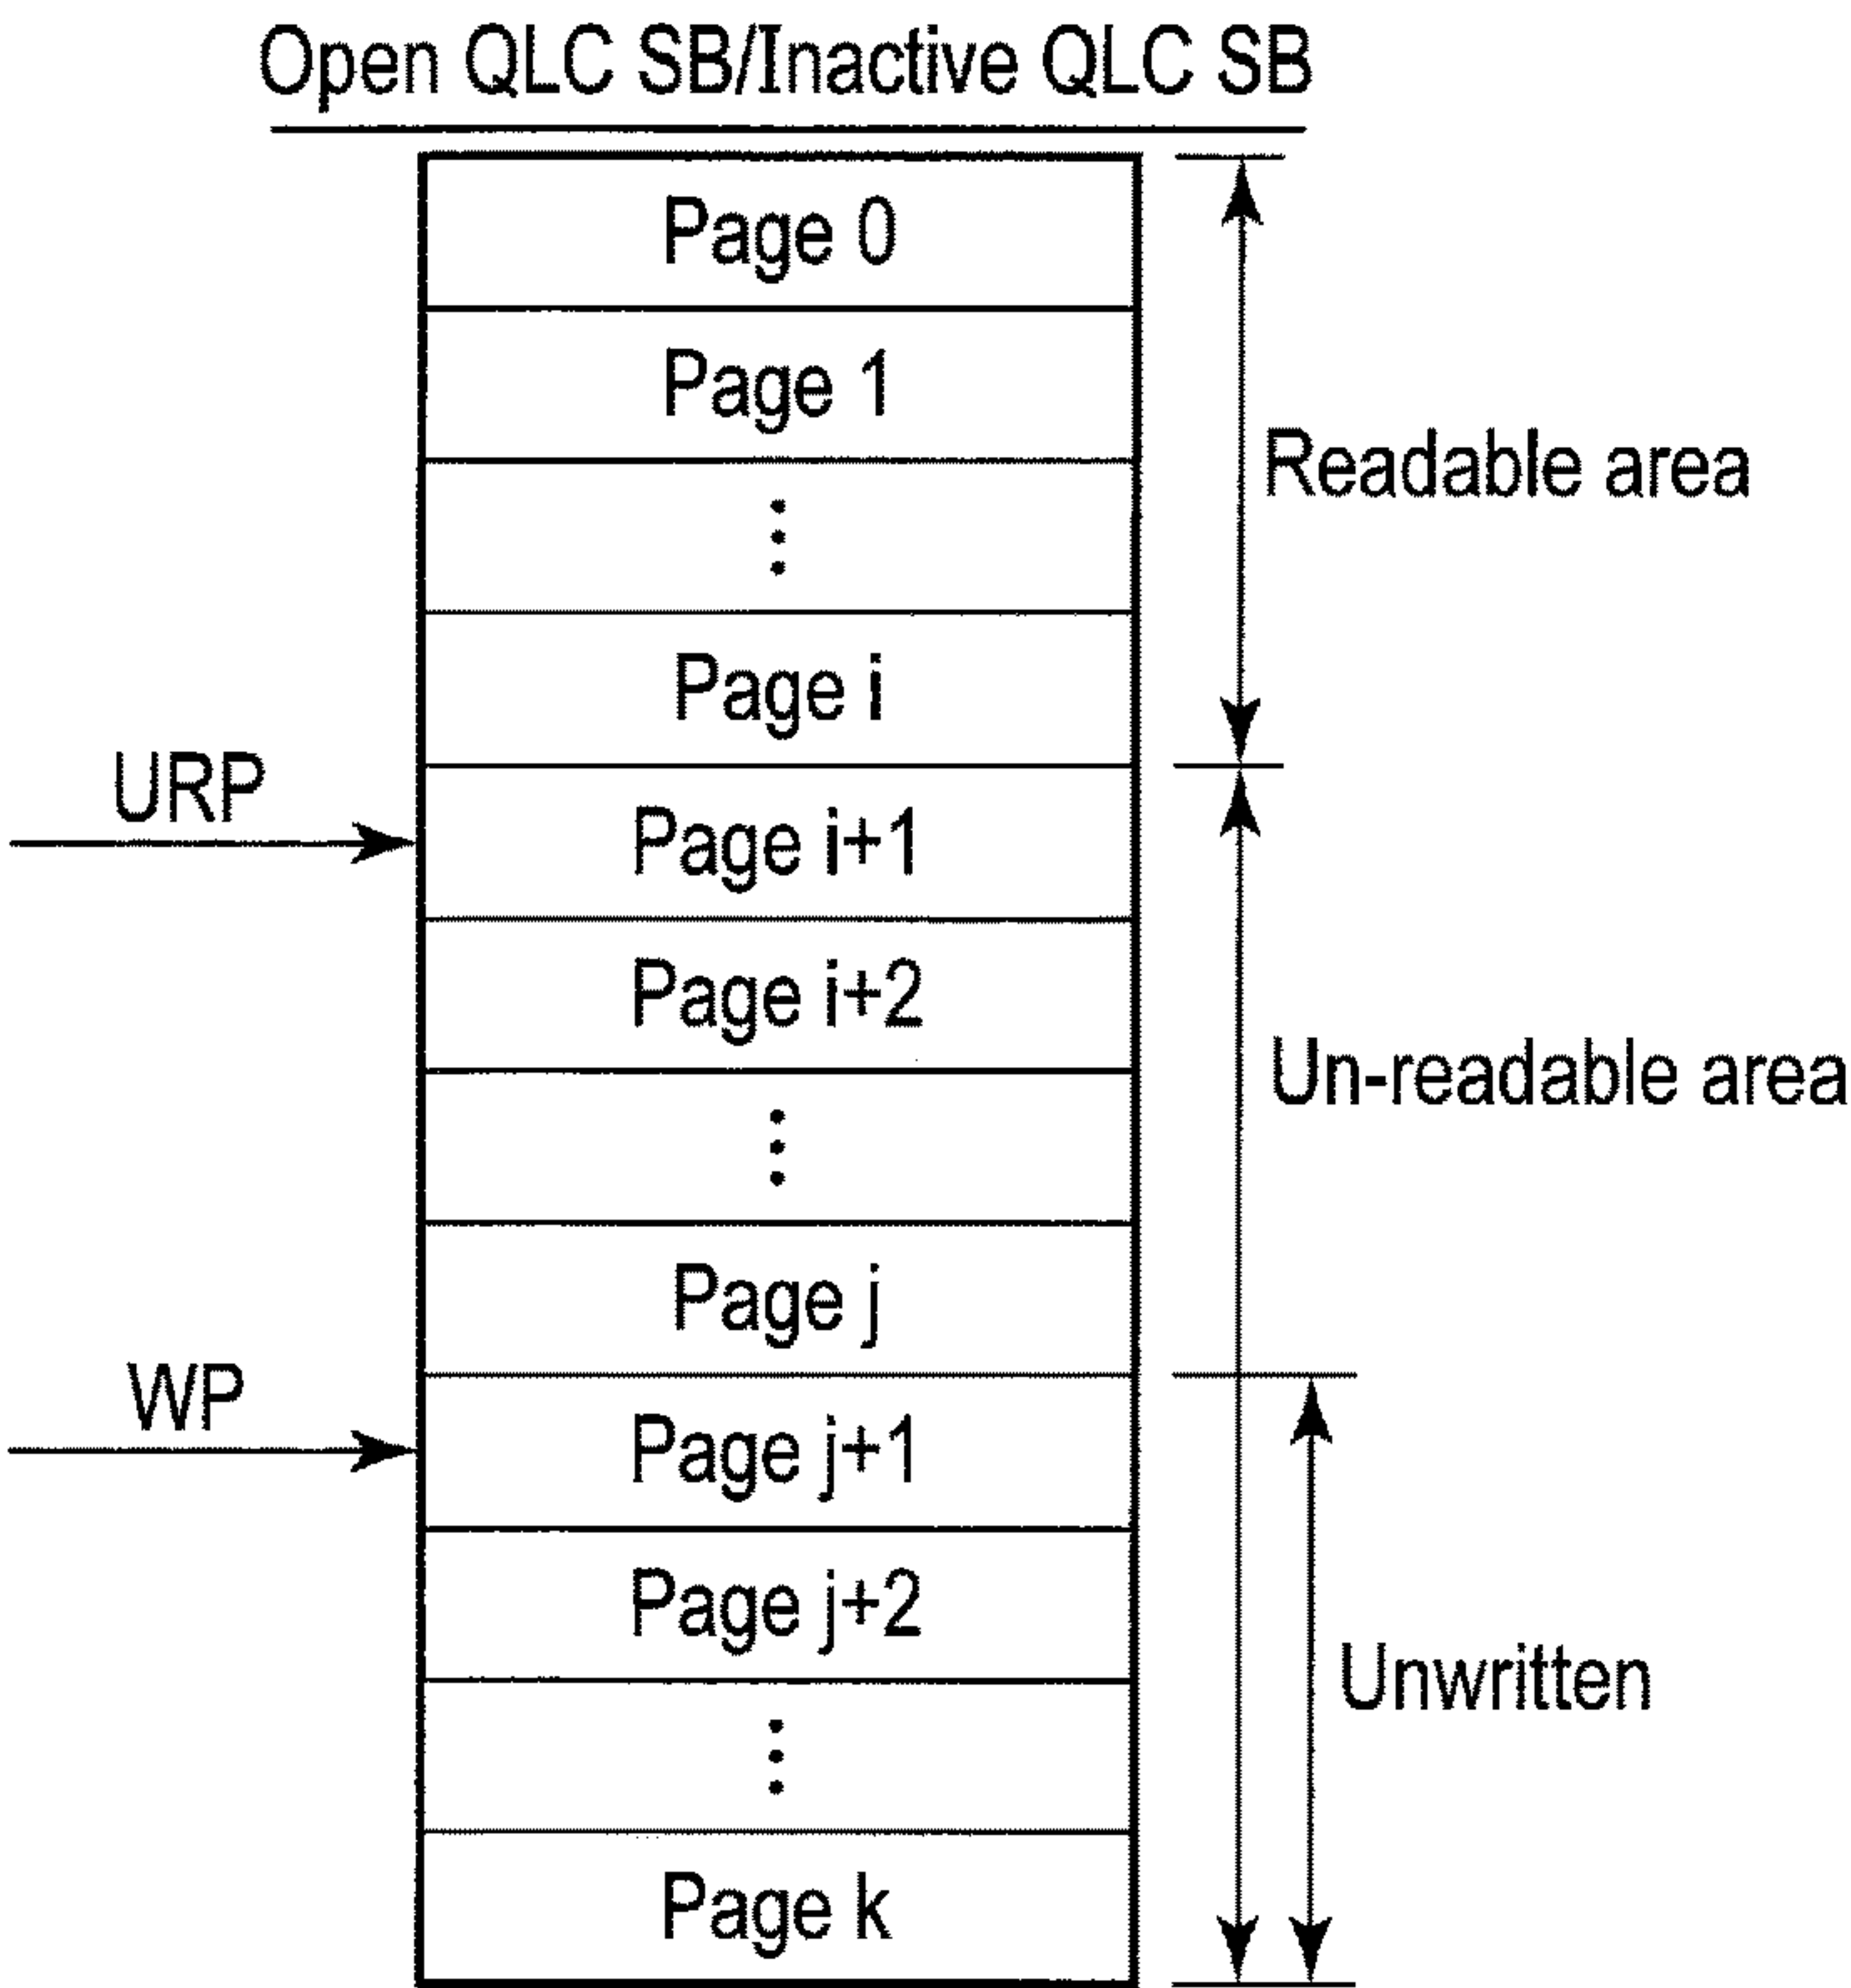 Open QLC SB/Inactive QLC SB
Page 0
Page 1
Readable area
Page i
URP
Page i+1
Page i+2
Un-readable area
Page j
WP
Page j+1
Page j+2
Unwritten
Page k